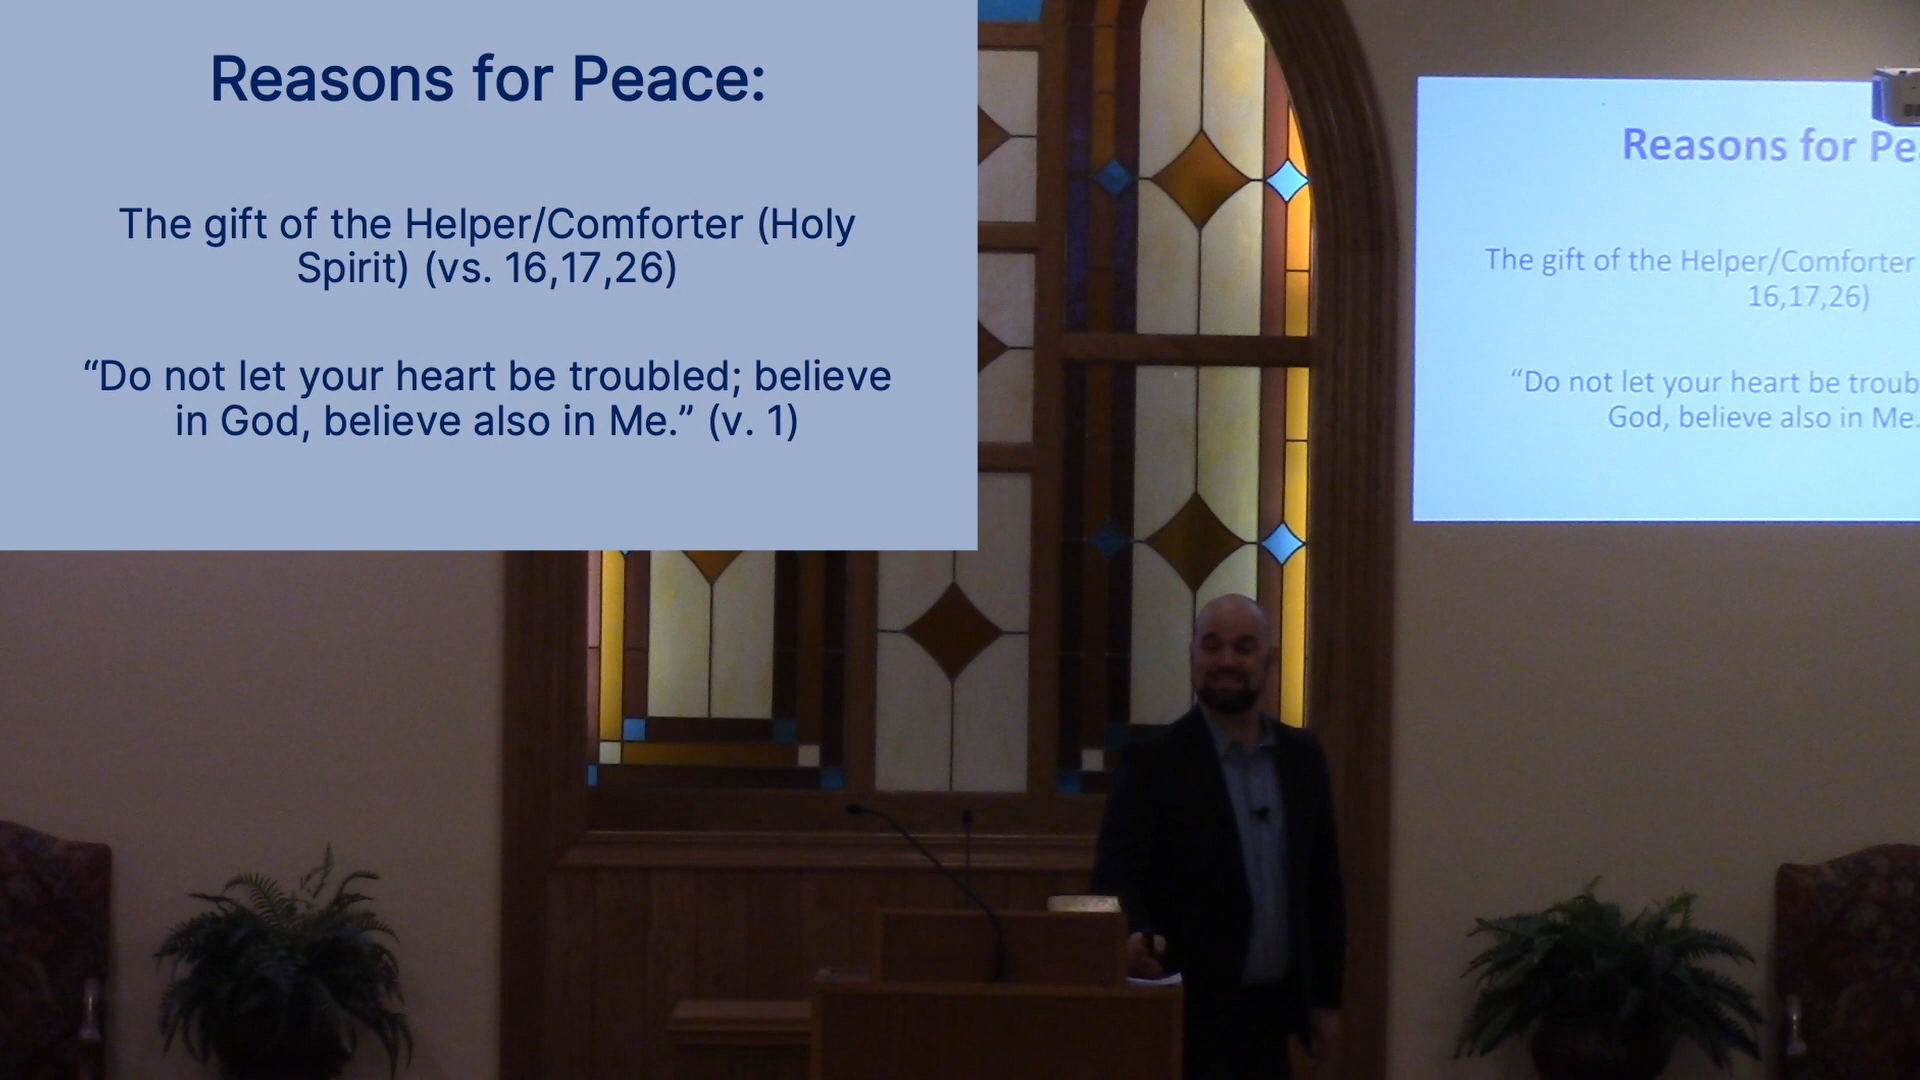 Reasons for Peace:
The gift of the Helper/Comforter (Holy
Spirit) (vs. 16,17,26)
“Do not let your heart be troubled; believe
in God, believe also in Me.” (v. 1)
Reasons for
The gift of the Helper/Comforter
16,17,26)
“Do not let your heart be
God, believe also in Me.